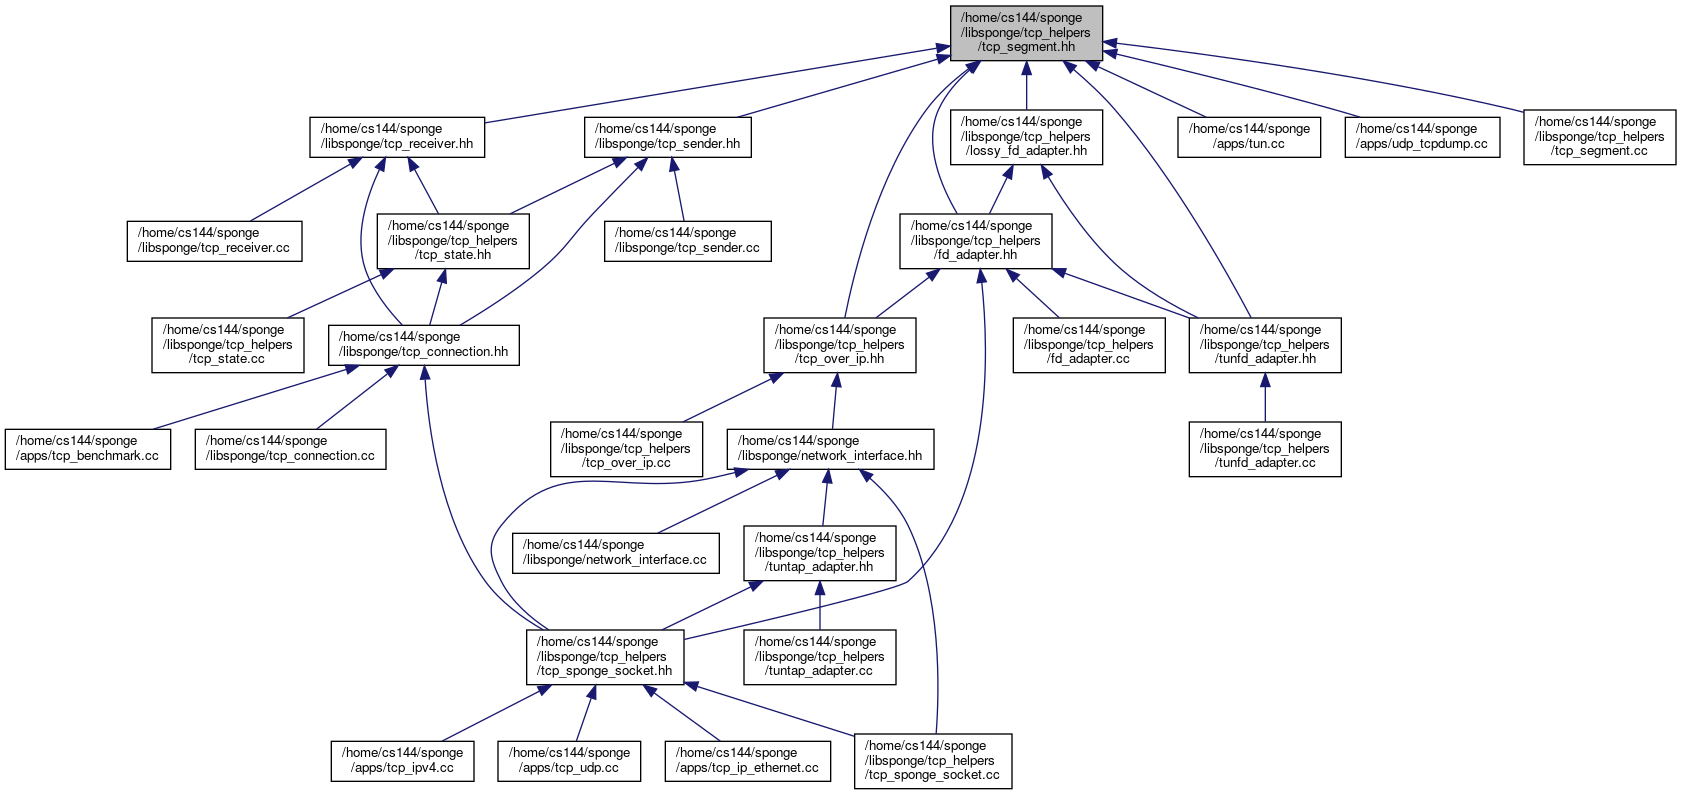 /home/cs144/sponge
/libsponge/tcp_helpers
/tcp_segment.hh
/home/cs144/sponge
/libsponge/tcp_receiver.hh
/home/cs144/sponge
/libsponge/tcp_sender.hh
/home/cs144/sponge
/libsponge/tcp_helpers
/lossy_fd_adapter.hh
/home/cs144/sponge
/apps/tun.cc
/home/cs144/sponge
/apps/udp_tcpdump.cc
/home/cs144/sponge
/libsponge/tcp_helpers
/tcp_segment.cc
/home/cs144/sponge
/libsponge/tcp_receiver.cc
/home/cs144/sponge
/libsponge/tcp_helpers
/tcp_state.hh
/home/cs144/sponge
/libsponge/tcp_sender.cc
/home/cs144/sponge
/libsponge/tcp_helpers
/fd_adapter.hh
/home/cs144/sponge
/libsponge/tcp_helpers
/tcp_state.cc
/home/cs144/sponge
/libsponge/tcp_connection.hh
/home/cs144/sponge
/libsponge/tcp_helpers
/tcp_over_ip.hh
/home/cs144/sponge
/libsponge/tcp_helpers
/fd_adapter.cc
/home/cs144/sponge
/libsponge/tcp_helpers
/tunfd_adapter.hh
/home/cs144/sponge
/apps/tcp_benchmark.cc
/home/cs144/sponge
/libsponge/tcp_connection.cc
/home/cs144/sponge
/libsponge/tcp_helpers
/tcp_over_ip.cc
/home/cs144/sponge
/libsponge/network_interface.hh
/home/cs144/sponge
/libsponge/tcp_helpers
/tunfd_adapter.cc
/home/cs144/sponge
/libsponge/network_interface.cc
/home/cs144/sponge
/libsponge/tcp_helpers
/tuntap_adapter.hh
/home/cs144/sponge
/libsponge/tcp_helpers
/tcp_sponge_socket.hh
/home/cs144/sponge
/libsponge/tcp_helpers
/tuntap_adapter.cc
/home/cs144/sponge
/apps/tcp_ipv4.cc
/home/cs144/sponge
/apps/tcp_udp.cc
/home/cs144/sponge
/apps/tcp_ip_ethernet.cc
/home/cs144/sponge
/libsponge/tcp_helpers
/tcp_sponge_socket.cc